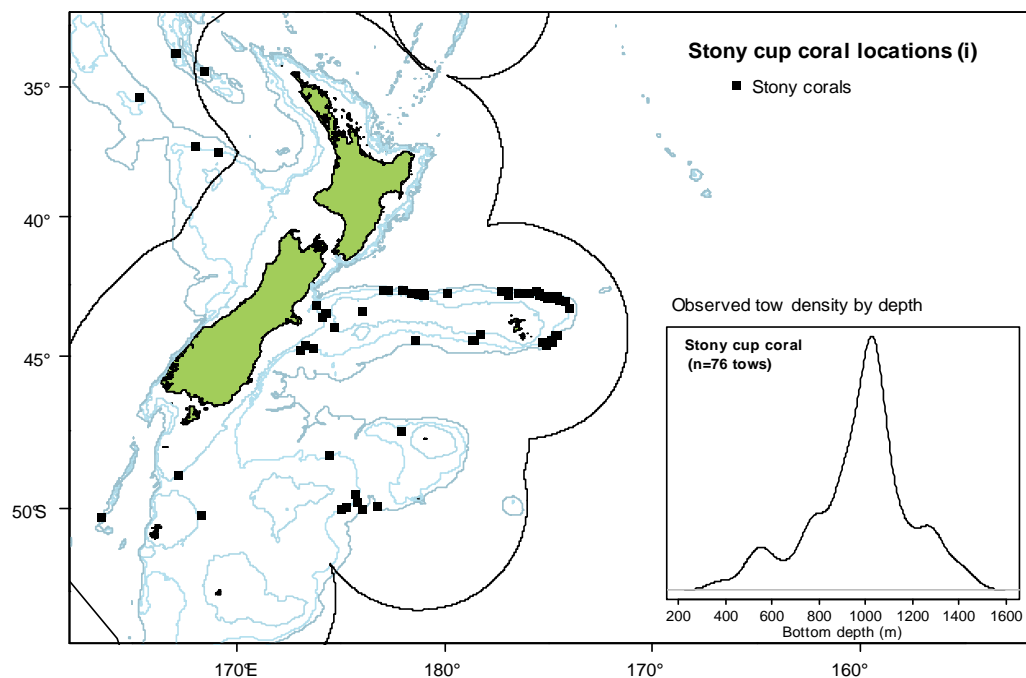 Stony cup coral locations (i)
Stony corals
35°
40°
45°
50°S
170°E
180°
170°
160°
Observed tow density by depth
Stony cup coral
(n=76 tows)
200 400 600 800 1000 1200 1400 1600
Bottom depth (m)